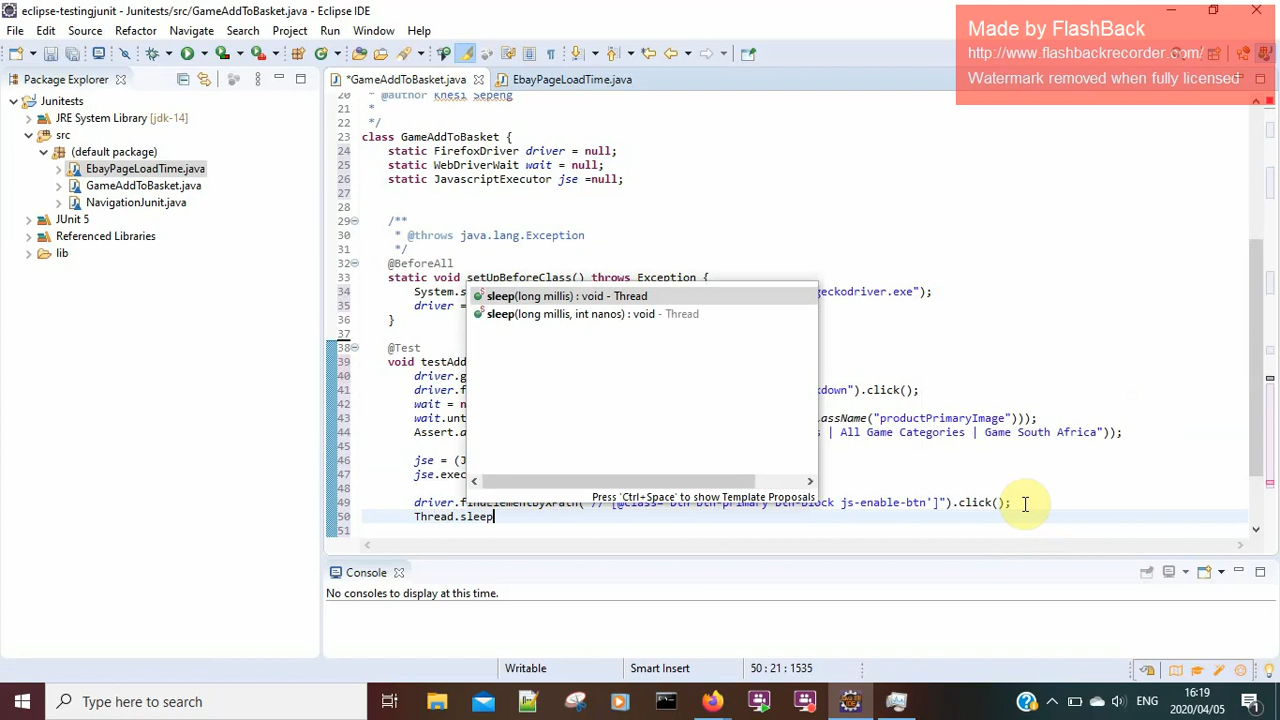 eclipse-testingjunit - Junitests/src/GameAddToBasket.java - Eclipse IDE
Made by FlashBack
http://www.flashbackrecorder.com/
Watermark removed when fully licensed
File Edit Source Refactor Navigate Search Project Run Window Help
Package Explorer
*GameAddToBasket.java
EbayPageLoadTime.java
Junitests
JRE System Library [jdk-14]
src
(default package)
EbayPageLoadTime.java
GameAddToBasket.java
NavigationJunit.java
JUnit 5
Referenced Libraries
lib
20 * @author Khesi Sepeng
21 *
22 */
23 class GameAddToBasket {
24 static FirefoxDriver driver = null;
25 static WebDriverWait wait = null;
26 static JavascriptExecutor jse =null;
27
28
29 /**
30 * @throws java.lang.Exception
31 */
32 @BeforeAll
33 static void setUpBeforeClass() throws Exception {
34 System.s geckodriver.exe");
35 driver =
36 }
37
38 @Test
39 void testAdd
40 driver.g
41 driver.f kdown").click();
42 wait = n
43 wait.unt assName("productPrimaryImage")));
44 Assert.a s | All Game Categories | Game South Africa"));
45
46 jse = (J
47 jse.exec
48
49 driver.findElementByXPath("//*[@class='btn btn-primary btn-block js-enable-btn']").click();
50 Thread.sleep
51
sleep(long millis) : void - Thread
sleep(long millis, int nanos) : void - Thread
Press 'Ctrl+Space' to show Template Proposals
Console
No consoles to display at this time.
Writable
Smart Insert
50 : 21 : 1535
Type here to search
ENG
16:19
2020/04/05
1